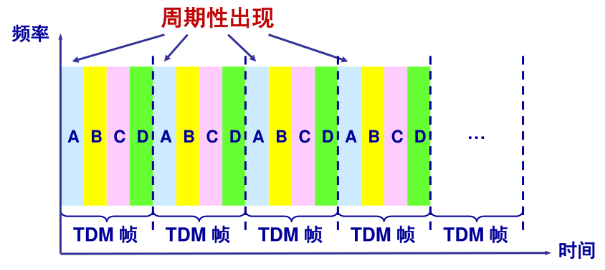 周期性出现
频率
A B C D A B C D A B C D A B C D ...
TDM 帧 TDM 帧 TDM 帧 TDM 帧 TDM 帧
时间